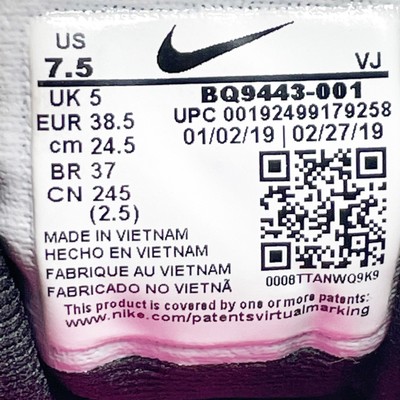 US
7.5
VJ
UK 5
EUR 38.5
cm 24.5
BR 37
CN 245
(2.5)
BQ9443-001
UPC 00192499179258
01/02/19 | 02/27/19
0006TTANWQ9K9
MADE IN VIETNAM
HECHO EN VIETNAM
FABRIQUE AU VIETNAM
FABRICADO NO VIETNÃ
This product is covered by one or more patents:
www.nike.com/patentsvirtualmarking